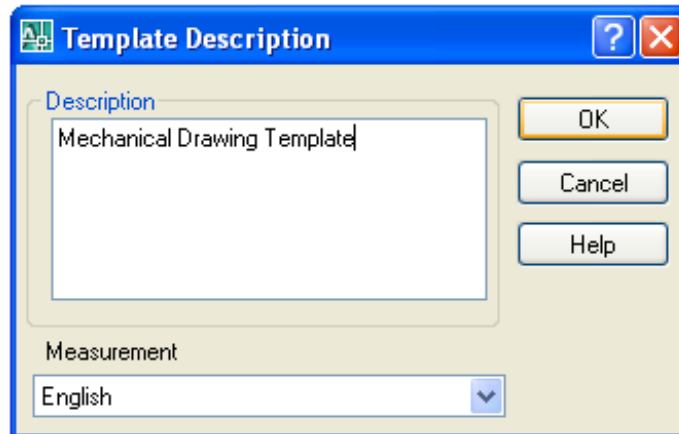 Template Description
Description
Mechanical Drawing Template
OK
Cancel
Help
Measurement
English